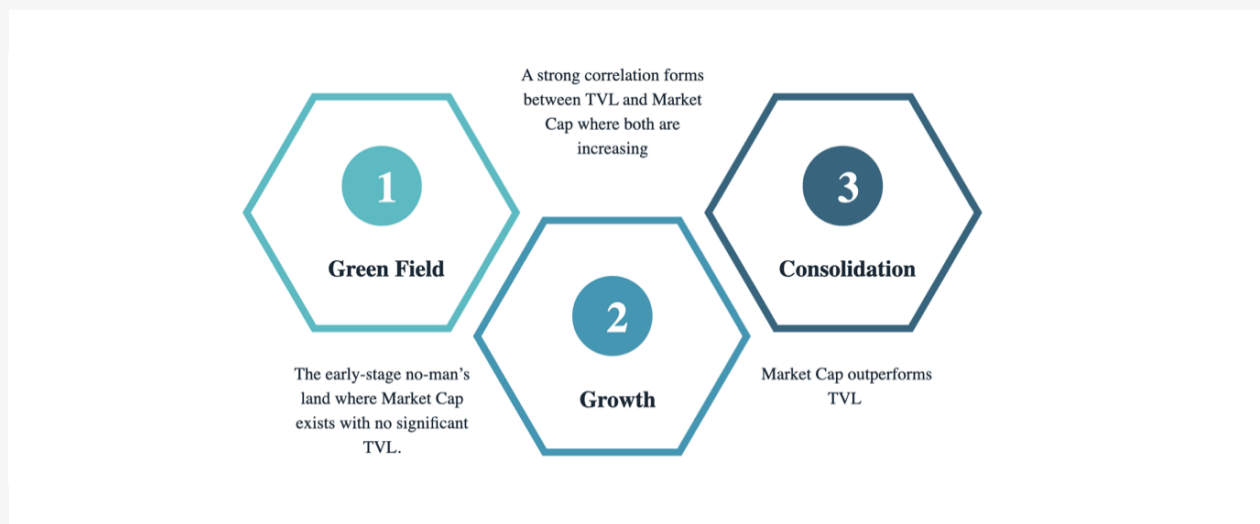 1
Green Field
The early-stage no-man’s
land where Market Cap
exists with no significant
TVL.
A strong correlation forms
between TVL and Market
Cap where both are
increasing
2
Growth
3
Consolidation
Market Cap outperforms
TVL